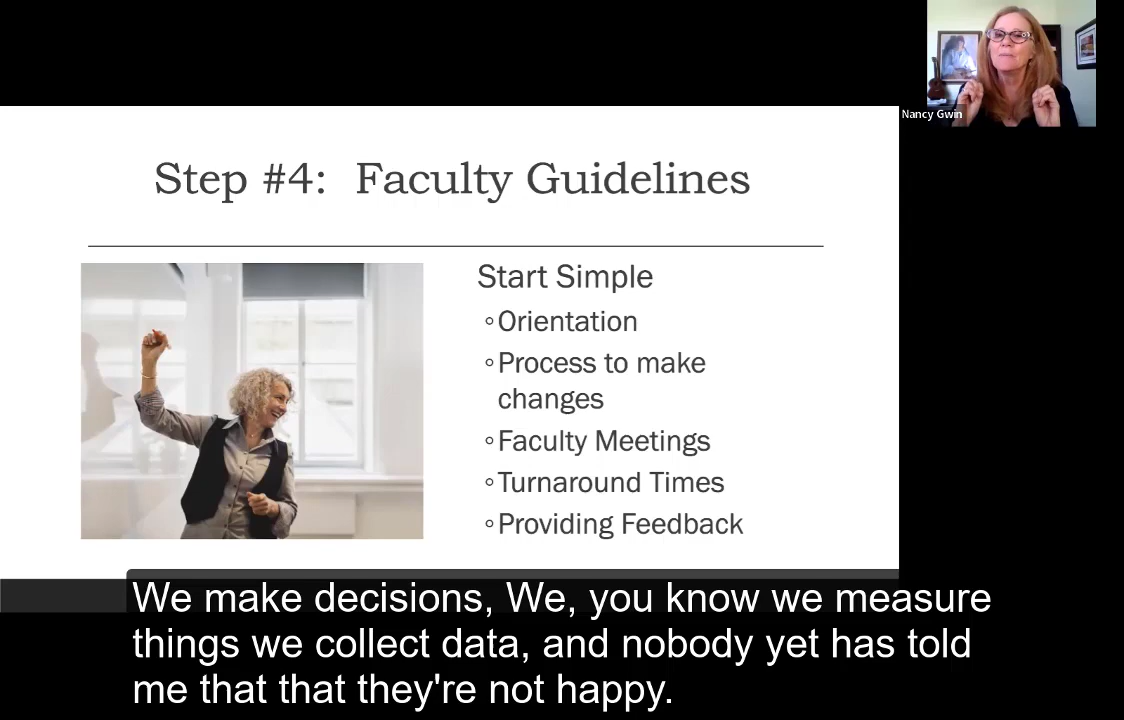 Nancy Gwin
Step #4: Faculty Guidelines
Start Simple
◦Orientation
◦Process to make
changes
◦Faculty Meetings
◦Turnaround Times
◦Providing Feedback
We make decisions, We, you know we measure
things we collect data, and nobody yet has told
me that that they're not happy.